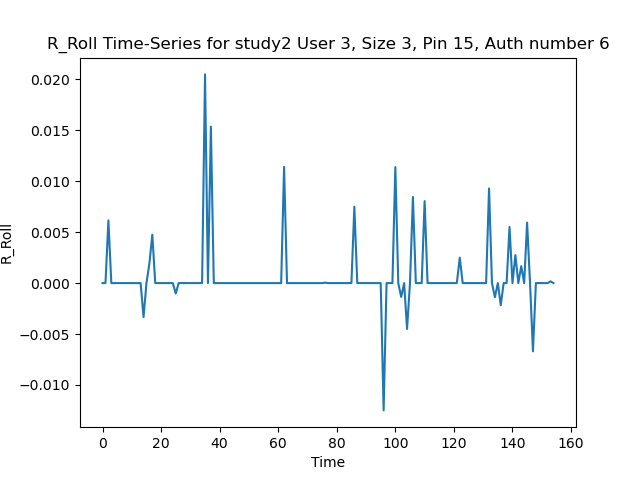 R_Roll Time-Series for study2 User 3, Size 3, Pin 15, Auth number 6
0.020
0.015
0.010
0.005
0.000
−0.005
−0.010
R_Roll
0 20 40 60 80 100 120 140 160
Time